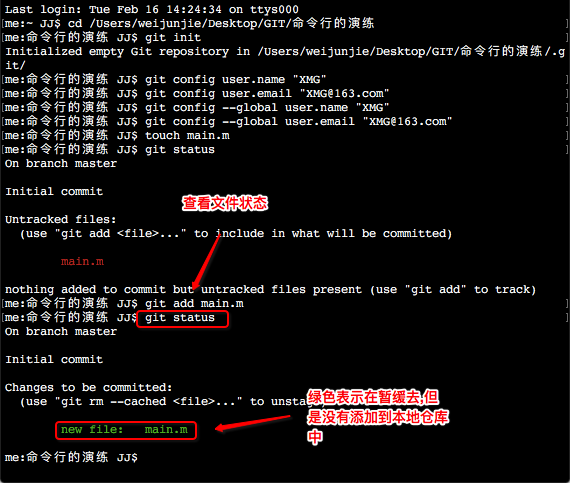 Last login: Tue Feb 16 14:24:34 on ttys000
[me:~ JJ$ cd /Users/weijunjie/Desktop/GIT/命令行的演练
[me:命令行的演练 JJ$ git init
Initialized empty Git repository in /Users/weijunjie/Desktop/GIT/命令行的演练/.g
it/
[me:命令行的演练 JJ$ git config user.name "XMG"
[me:命令行的演练 JJ$ git config user.email "XMG@163.com"
[me:命令行的演练 JJ$ git config --global user.name "XMG"
[me:命令行的演练 JJ$ git config --global user.email "XMG@163.com"
[me:命令行的演练 JJ$ touch main.m
[me:命令行的演练 JJ$ git status
On branch master
Initial commit
查看文件状态
Untracked files:
(use "git add <file>..." to include in what will be committed)
main.m
nothing added to commit but untracked files present (use "git add" to track)
[me:命令行的演练 JJ$ git add main.m
[me:命令行的演练 JJ$ git status
On branch master
Initial commit
Changes to be committed:
(use "git rm --cached <file>..." to unstag
绿色表示在暂缓去,但
是没有添加到本地仓库
中
new file: main.m
me:命令行的演练 JJ$